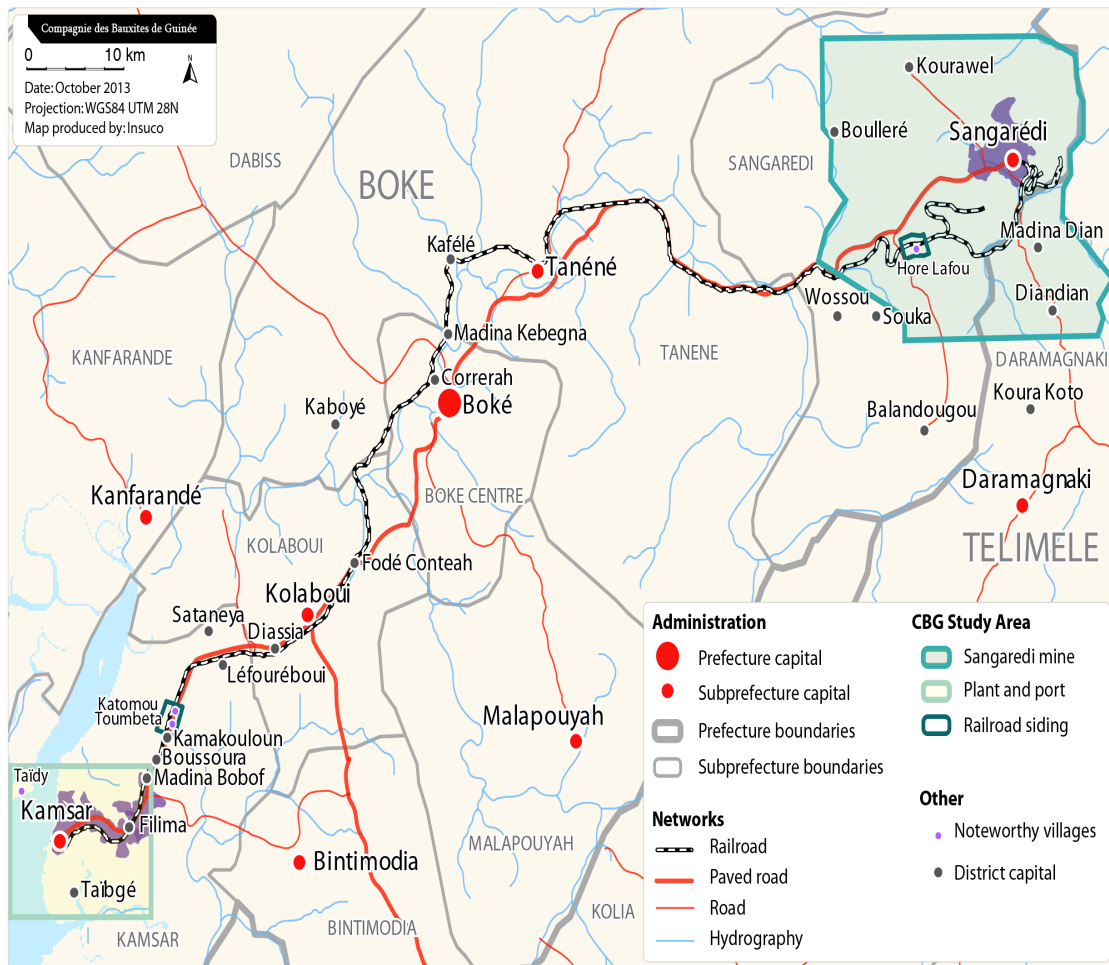 Compagnie des Bauxites de Guinée
0 10 km
N
Date: October 2013
Projection: WGS84 UTM 28N
Map produced by: Insuco
Kourawel
Boulleré
Sangarédi
DABISS
SANGAREDI
BOKE
Kafélé
Tanéné
Madina Dian
Hore Lafou
Wossou
Souka
Diandian
Madina Kebegna
KANFARANDE
TANENE
DARAMAGNAKI
Correrah
Koura Koto
Kaboyé
Boké
Balandougou
Kanfarandé
BOKE CENTRE
Daramagnaki
KOLABOUI
TELIMELE
Fodé Conteah
Kolaboui
Sataneya
Diassia
Léfouréboui
Katomou
Toumbeta
Malapouyah
Kamakouloun
Boussoura
Taïdy
Madina Bobof
Kamsar
Filima
MALAPOUYAH
Bintimodia
Taïbgé
KOLIA
BINTIMODIA
KAMSAR
Administration
Prefecture capital
Subprefecture capital
Prefecture boundaries
Subprefecture boundaries
Networks
Railroad
Paved road
Road
Hydrography
CBG Study Area
Sangaredi mine
Plant and port
Railroad siding
Other
Noteworthy villages
District capital